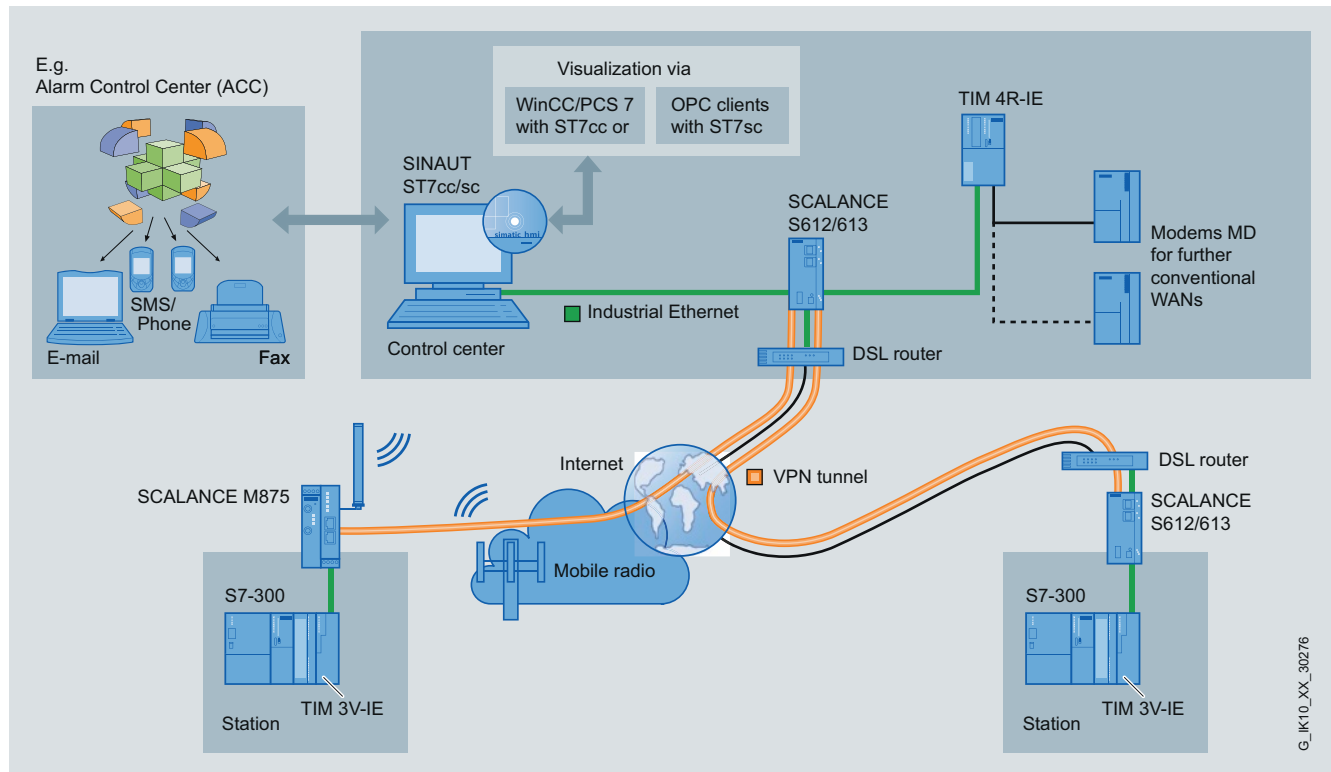 E.g.
Alarm Control Center (ACC)
SMS/
Phone
E-mail
Fax
Visualization via
WinCC/PCS 7
with ST7cc or
OPC clients
with ST7sc
SINAUT
ST7cc/sc
simatic hmi
Control center
Industrial Ethernet
SCALANCE
S612/613
TIM 4R-IE
Modems MD
for further
conventional
WANs
DSL router
Internet
VPN tunnel
SCALANCE M875
Mobile radio
S7-300
TIM 3V-IE
Station
DSL router
SCALANCE
S612/613
S7-300
TIM 3V-IE
Station
G_IK10_XX_30276